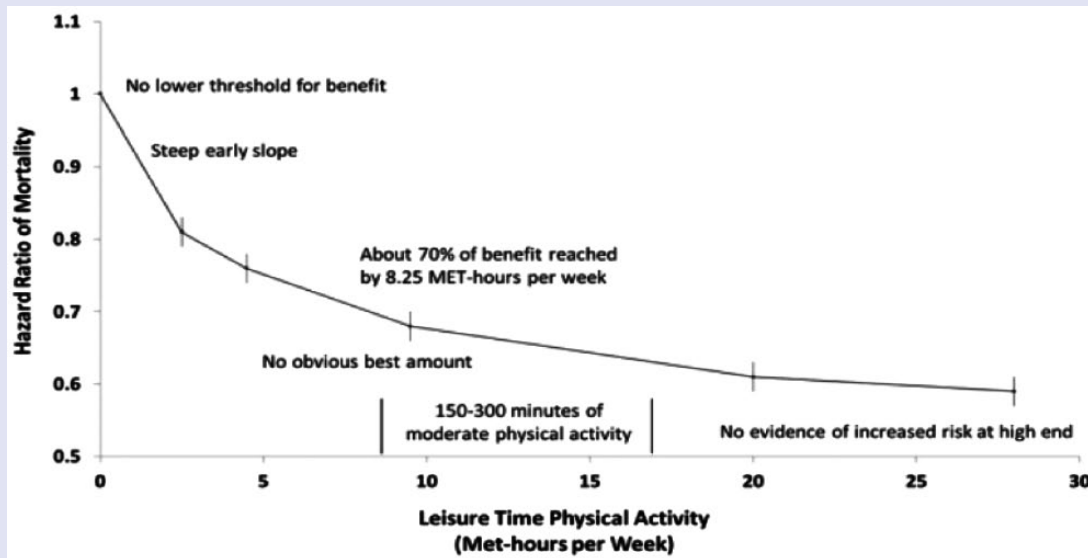 1.1
No lower threshold for benefit
1
Steep early slope
0.9
0.8
About 70% of benefit reached
by 8.25 MET-hours per week
0.7
No obvious best amount
0.6
150-300 minutes of
moderate physical activity
No evidence of increased risk at high end
0.5
0 5 10 15 20 25 30
Hazard Ratio of Mortality
Leisure Time Physical Activity
(Met-hours per Week)